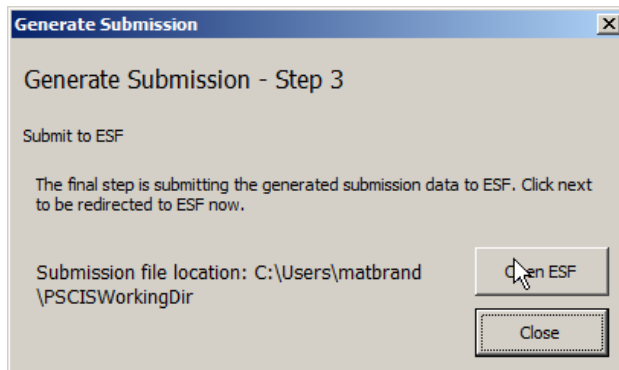 Generate Submission
Generate Submission - Step 3
Submit to ESF
The final step is submitting the generated submission data to ESF. Click next
to be redirected to ESF now.
Submission file location: C:\Users\matbrand
\PSCISWorkingDir
Open ESF
Close